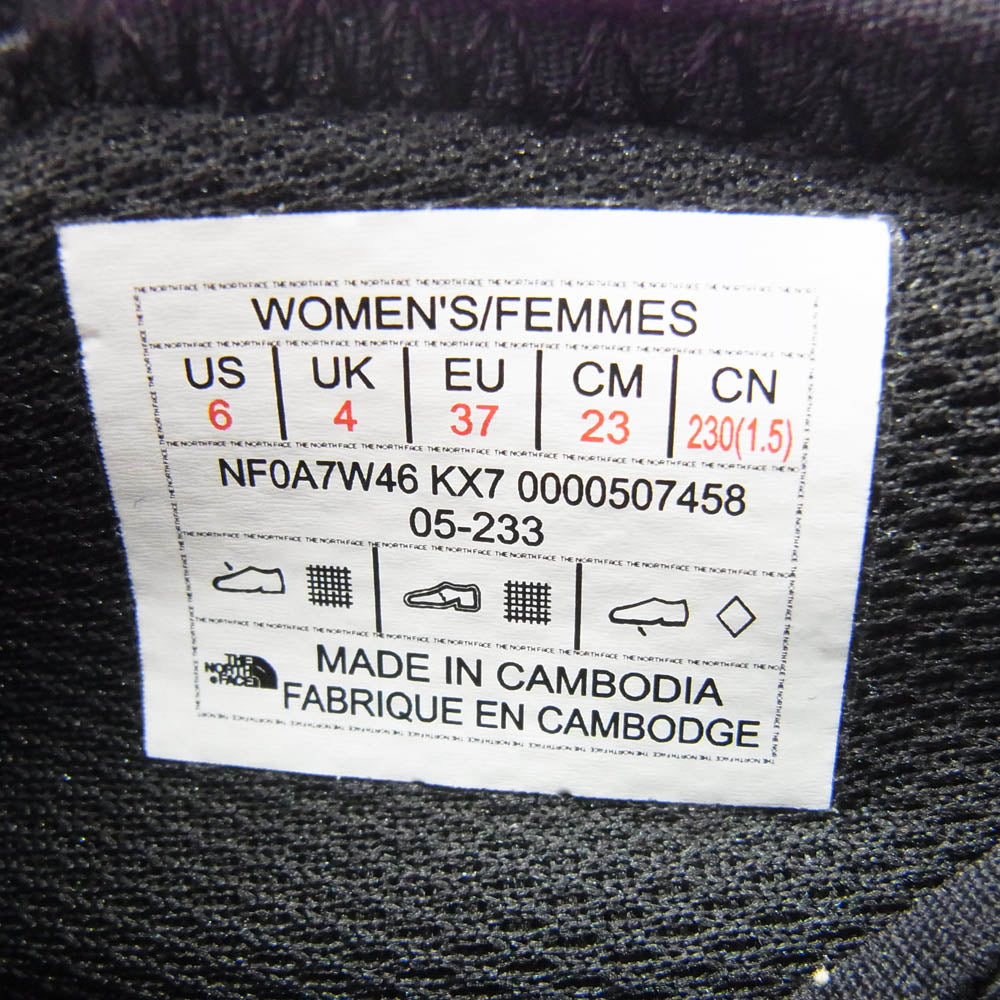 WOMEN'S/FEMMES
US UK EU CM CN
6 4 37 23 230(1.5)
NF0A7W46 KX7 0000507458
05-233
THE
NORTH
FACE
MADE IN CAMBODIA
FABRIQUE EN CAMBODGE